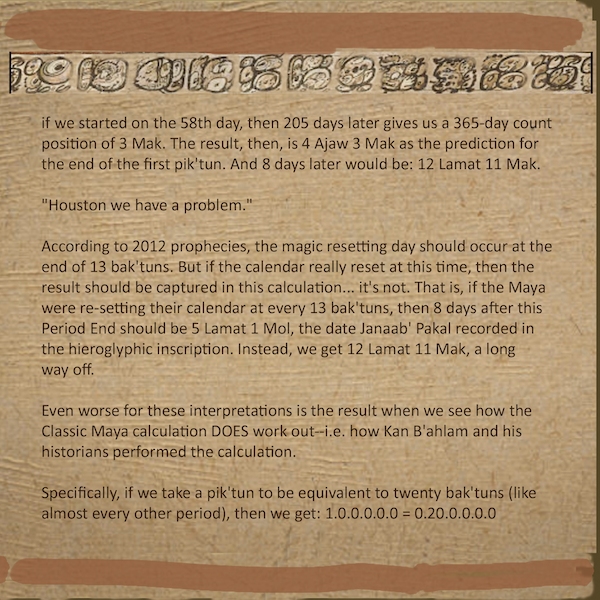 if we started on the 58th day, then 205 days later gives us a 365-day count
position of 3 Mak. The result, then, is 4 Ajaw 3 Mak as the prediction for
the end of the first pik'tun. And 8 days later would be: 12 Lamat 11 Mak.
"Houston we have a problem."
According to 2012 prophecies, the magic resetting day should occur at the
end of 13 bak'tuns. But if the calendar really reset at this time, then the
result should be captured in this calculation... it's not. That is, if the Maya
were re-setting their calendar at every 13 bak'tuns, then 8 days after this
Period End should be 5 Lamat 1 Mol, the date Janaab' Pakal recorded in
the hieroglyphic inscription. Instead, we get 12 Lamat 11 Mak, a long
way off.
Even worse for these interpretations is the result when we see how the
Classic Maya calculation DOES work out--i.e. how Kan B'ahlam and his
historians performed the calculation.
Specifically, if we take a pik'tun to be equivalent to twenty bak'tuns (like
almost every other period), then we get: 1.0.0.0.0.0 = 0.20.0.0.0.0